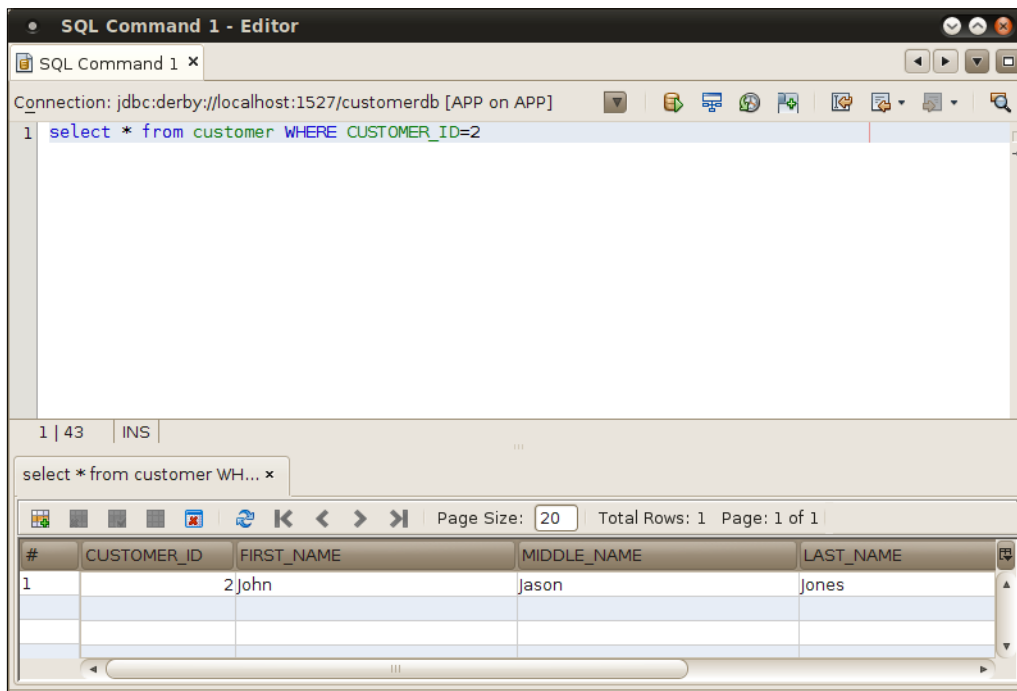 SQL Command 1 - Editor
SQL Command 1
Connection: jdbc:derby://localhost:1527/customerdb [APP on APP]
1 select * from customer WHERE CUSTOMER_ID=2
1 | 43 INS
select * from customer WH...
Page Size: 20 Total Rows: 1 Page: 1 of 1
# CUSTOMER_ID FIRST_NAME MIDDLE_NAME LAST_NAME
1 2 John Jason Jones